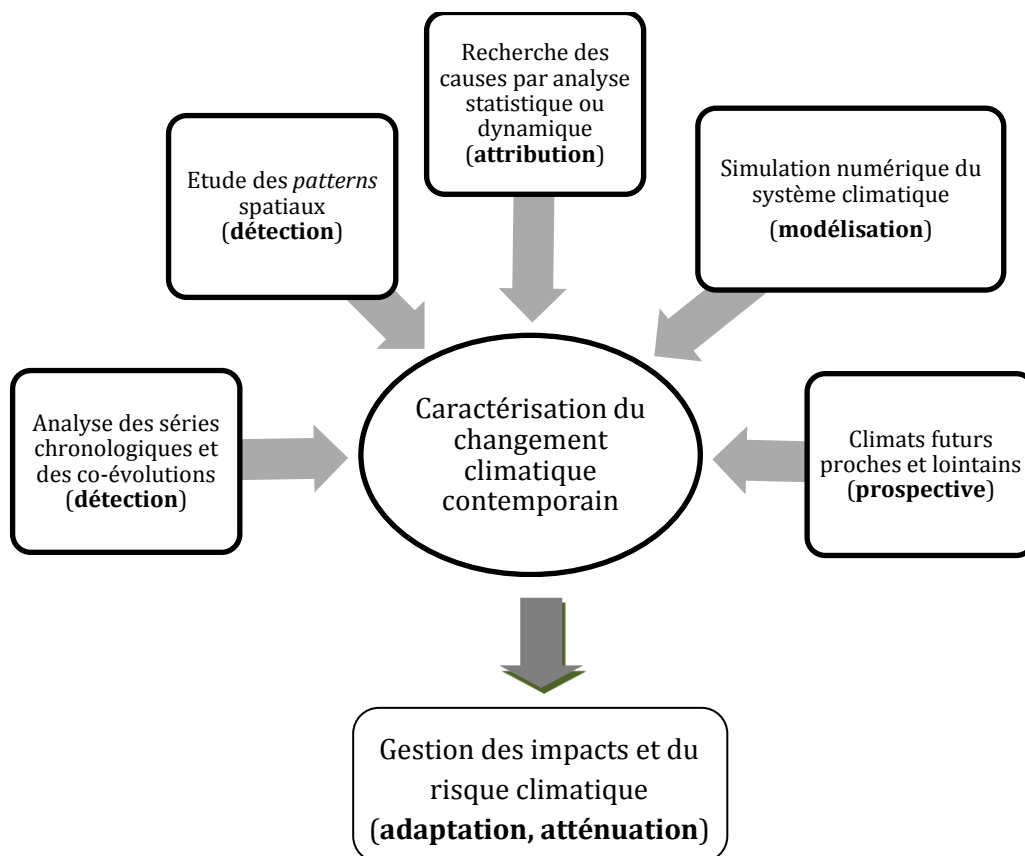 Recherche des
causes par analyse
statistique ou
dynamique
(attribution)
Etude des patterns
spatiaux
(détection)
Simulation numérique du
système climatique
(modélisation)
Analyse des séries
chronologiques et
des co-évolutions
(détection)
Caractérisation du
changement
climatique
contemporain
Climats futurs
proches et lointains
(prospective)
Gestion des impacts et du
risque climatique
(adaptation, atténuation)